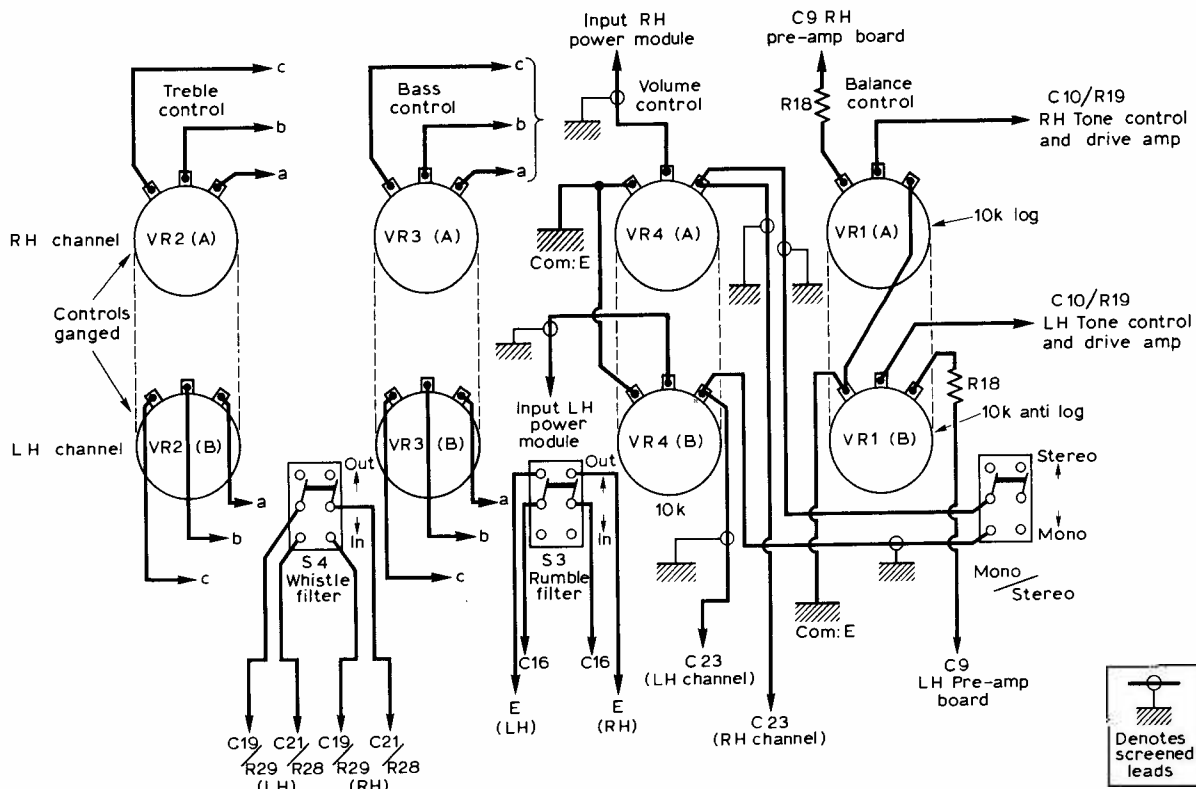 Input RH
power module
C9 RH
pre-amp board
c
Treble
control
b
a
c
Bass
control
b
a
Volume
control
R18
Balance
control
C10/R19
RH Tone control
and drive amp
RH channel
VR2 (A)
VR3 (A)
VR4 (A)
VR1 (A)
10k log
Com: E
Controls
ganged
C10/R19
LH Tone control
and drive amp
Input LH
power
module
R18
10k anti log
LH channel
VR2 (B)
VR3 (B)
VR4 (B)
VR1 (B)
10k
Out
In
S4
Whistle
filter
a
b
c
Out
In
S3
Rumble
filter
a
b
c
Stereo
Mono
Mono
/Stereo
Com: E
C16
C16
E
(LH)
E
(RH)
C23
(LH channel)
C23
(RH channel)
C9
LH Pre-amp
board
C19
/R29
C21
/R28
(LH)
C19
/R29
C21
/R28
(RH)
Denotes
screened
leads